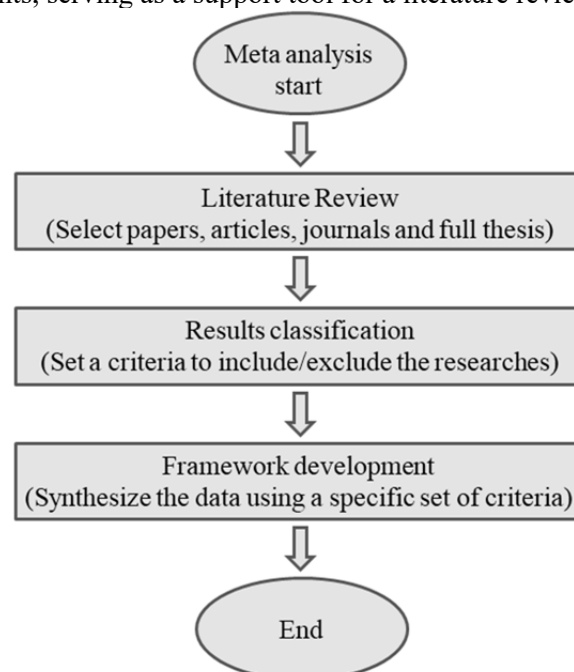 serving as a support tool for a literature
Meta analysis
start
Literature Review
(Select papers, articles, journals and full thesis)
Results classification
(Set a criteria to include/exclude the researches)
Framework development
(Synthesize the data using a specific set of criteria)
End